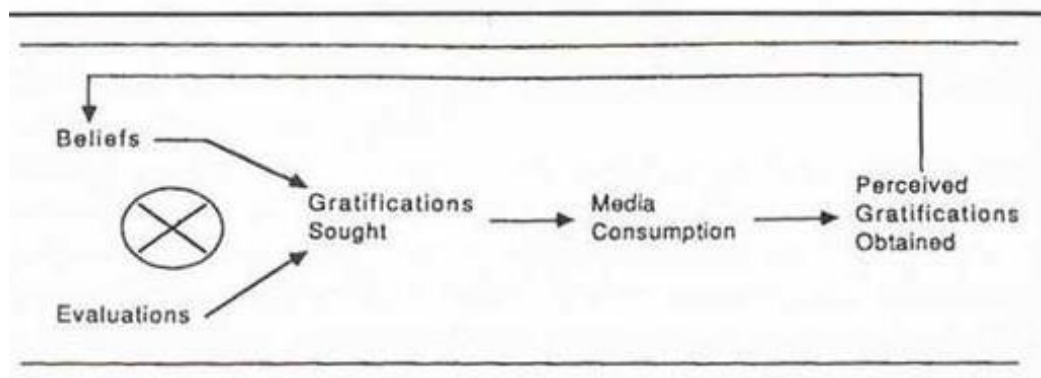 Beliefs
Evaluations
Gratifications
Sought
Media
Consumption
Perceived
Gratifications
Obtained